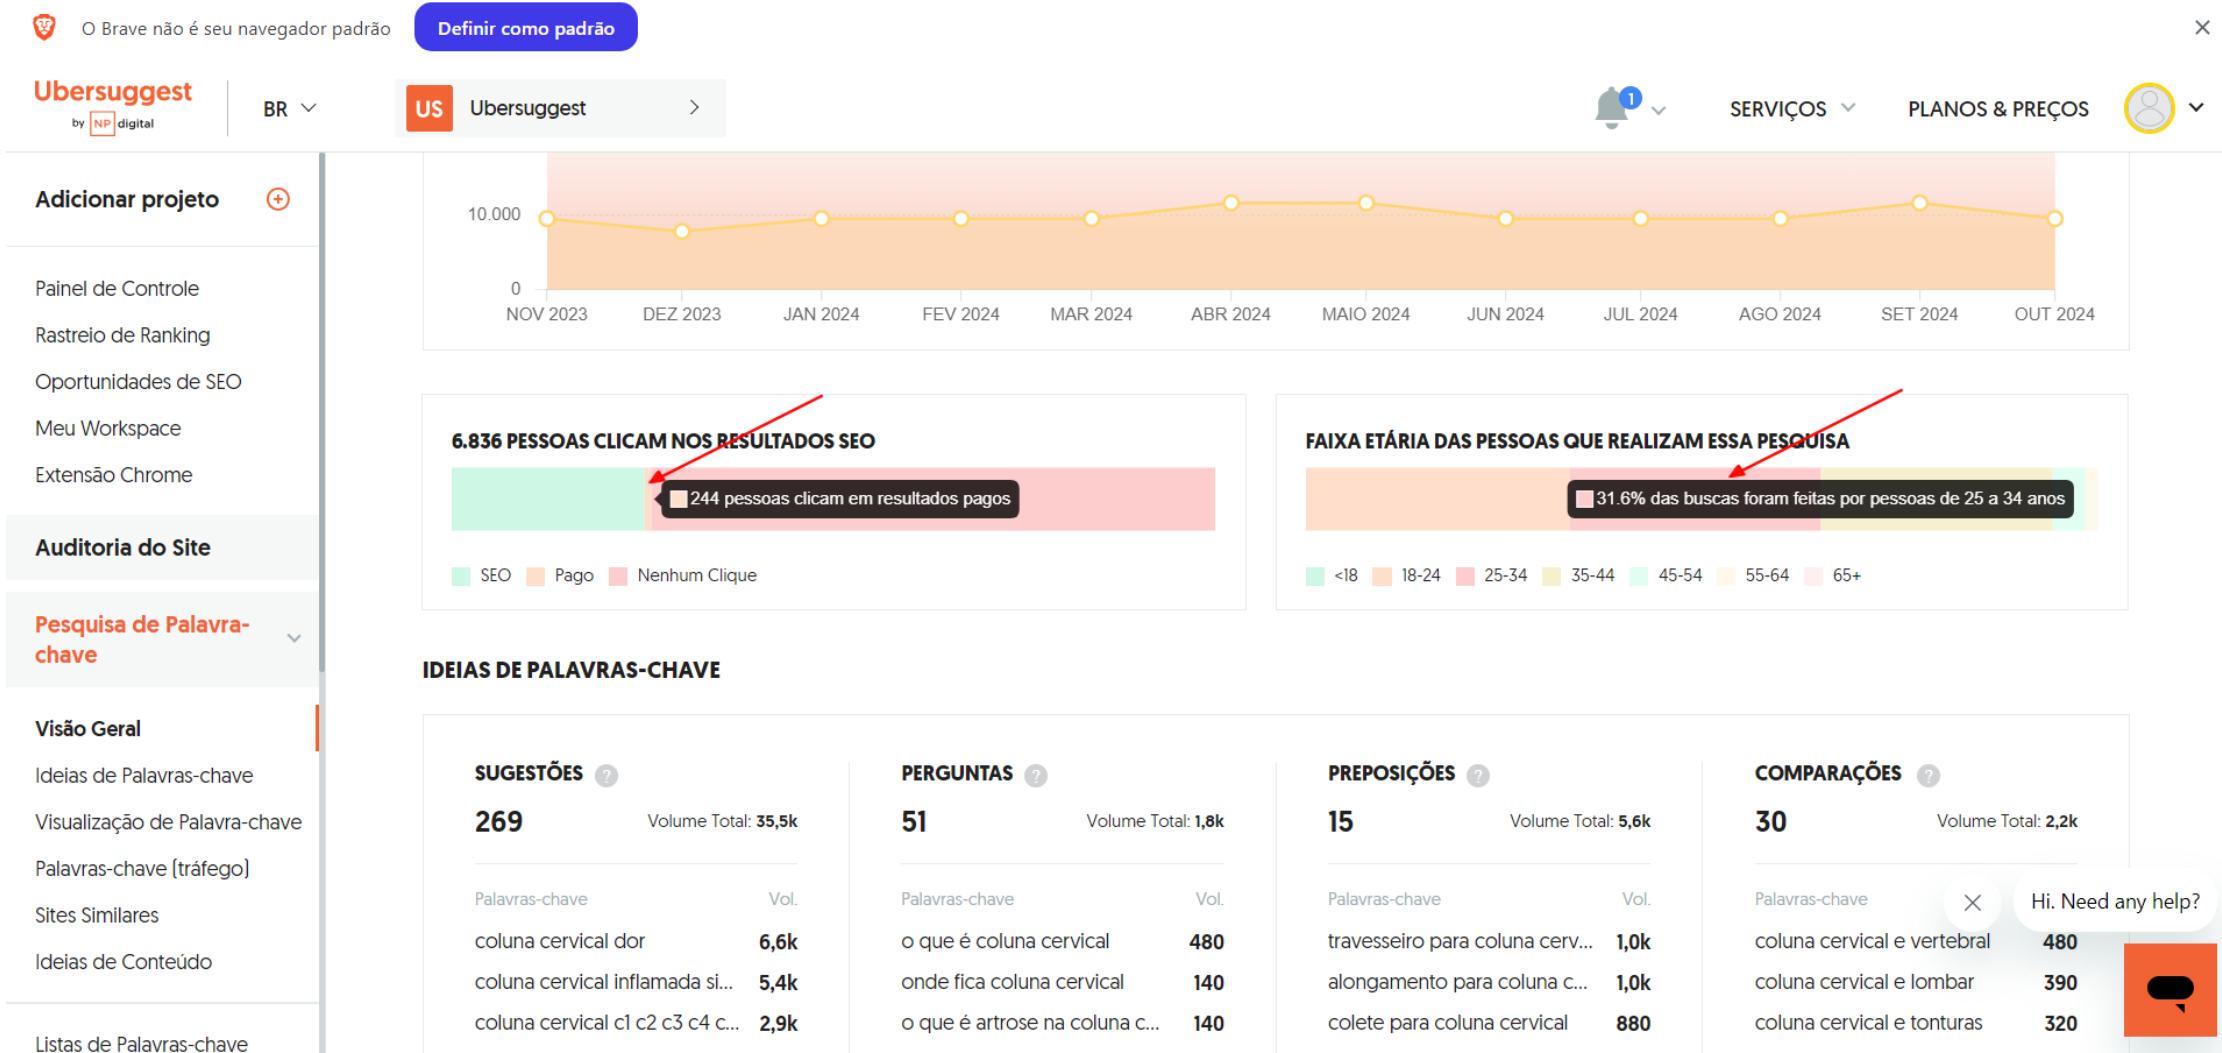 O Brave não é seu navegador padrão
Definir como padrão
Ubersuggest
by NP digital
BR
US
Ubersuggest
1
SERVIÇOS
PLANOS & PREÇOS
Adicionar projeto
Painel de Controle
Rastreio de Ranking
Oportunidades de SEO
Meu Workspace
Extensão Chrome
Auditoria do Site
Pesquisa de Palavra-
chave
Visão Geral
Ideias de Palavras-chave
Visualização de Palavra-chave
Palavras-chave (tráfego)
Sites Similares
Ideias de Conteúdo
Listas de Palavras-chave
10.000
0
NOV 2023 DEZ 2023 JAN 2024 FEV 2024 MAR 2024 ABR 2024 MAIO 2024 JUN 2024 JUL 2024 AGO 2024 SET 2024 OUT 2024
6.836 PESSOAS CLICAM NOS RESULTADOS SEO
244 pessoas clicam em resultados pagos
SEO Pago Nenhum Clique
FAIXA ETÁRIA DAS PESSOAS QUE REALIZAM ESSA PESQUISA
31.6% das buscas foram feitas por pessoas de 25 a 34 anos
<18 18-24 25-34 35-44 45-54 55-64 65+
IDEIAS DE PALAVRAS-CHAVE
SUGESTÕES ?
269 Volume Total: 35,5k
Palavras-chave Vol.
coluna cervical dor 6,6k
coluna cervical inflamada si... 5,4k
coluna cervical c1 c2 c3 c4 c... 2,9k
PERGUNTAS ?
51 Volume Total: 1,8k
Palavras-chave Vol.
o que é coluna cervical 480
onde fica coluna cervical 140
o que é artrose na coluna c... 140
PREPOSIÇÕES ?
15 Volume Total: 5,6k
Palavras-chave Vol.
travesseiro para coluna cerv... 1,0k
alongamento para coluna c... 1,0k
colete para coluna cervical 880
COMPARAÇÕES ?
30 Volume Total: 2,2k
Palavras-chave
coluna cervical e vertebral 480
coluna cervical e lombar 390
coluna cervical e tonturas 320
Hi. Need any help?